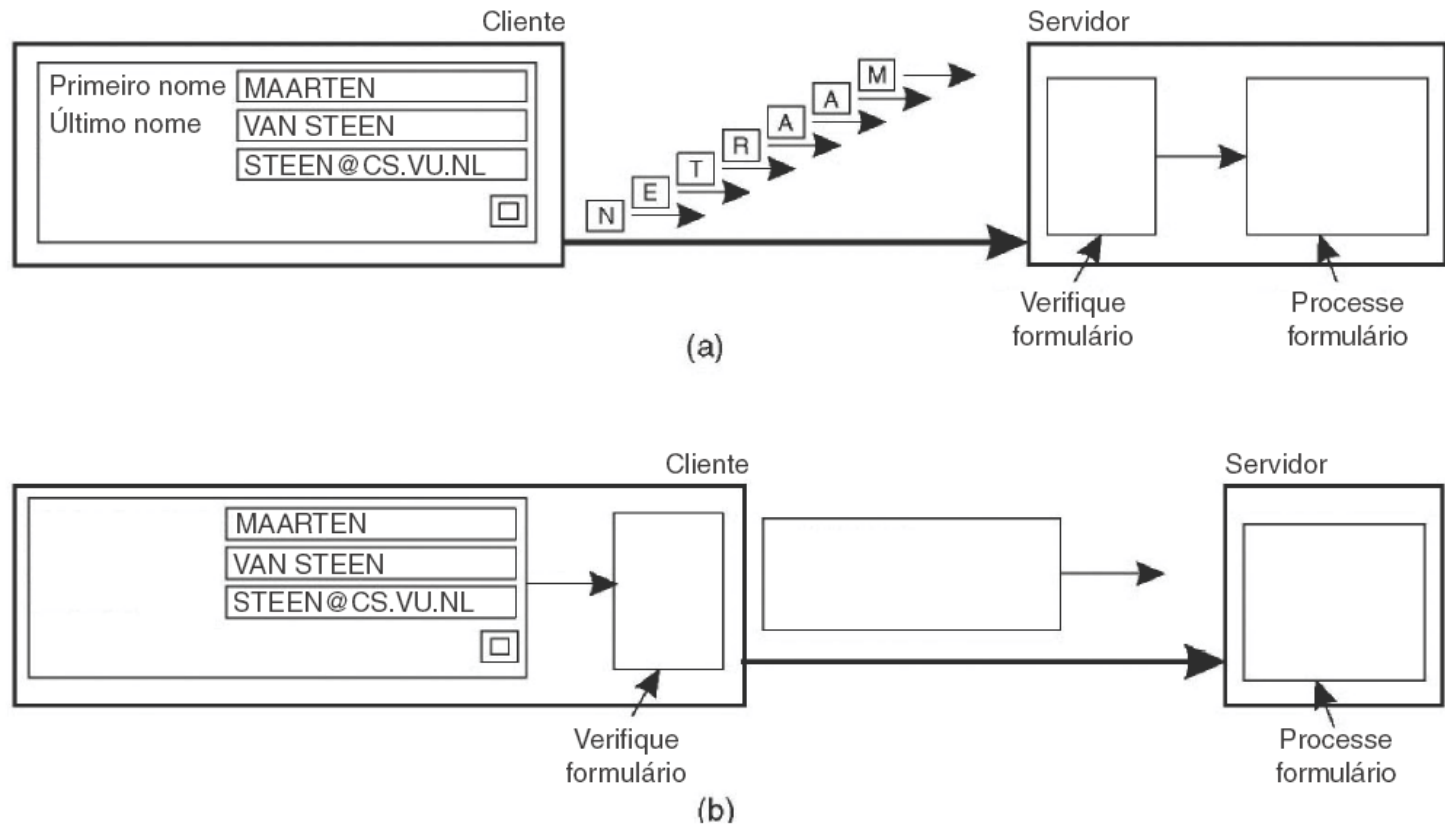 Cliente
Servidor
Primeiro nome MAARTEN
Último nome VAN STEEN
STEEN@CS.VU.NL
M
A
A
R
T
E
N
Verifique
formulário
Processe
formulário
(a)
Cliente
Servidor
MAARTEN
VAN STEEN
STEEN@CS.VU.NL
Verifique
formulário
Processe
formulário
(b)